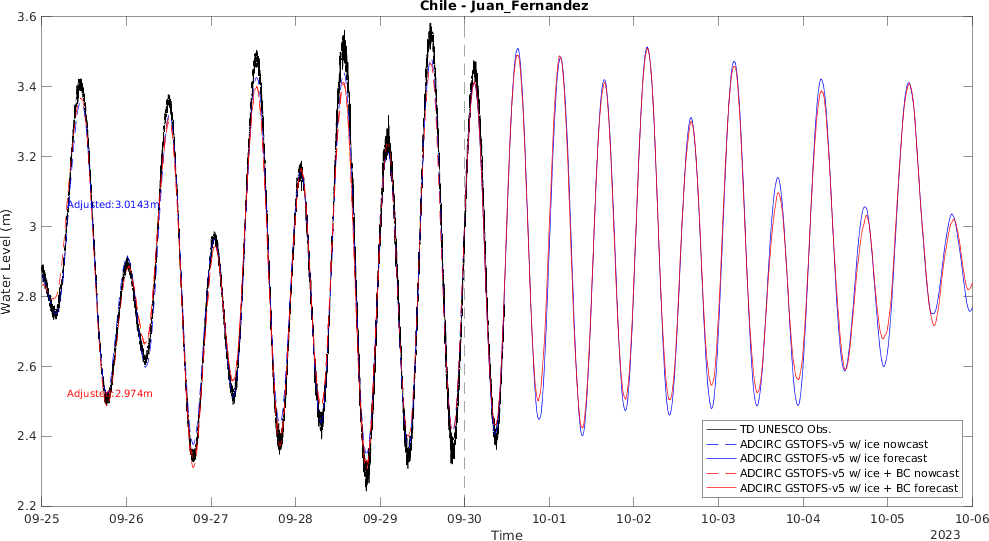 Chile - Juan_Fernandez
3.6
3.4
3.2
3
2.8
2.6
2.4
2.2
Water Level (m)
Adjusted:3.0143m
Adjusted:2.974m
TD UNESCO Obs.
ADCIRC GSTOFS-v5 w/ ice nowcast
ADCIRC GSTOFS-v5 w/ ice forecast
ADCIRC GSTOFS-v5 w/ ice + BC nowcast
ADCIRC GSTOFS-v5 w/ ice + BC forecast
09-25 09-26 09-27 09-28 09-29 09-30 10-01 10-02 10-03 10-04 10-05 10-06
Time
2023